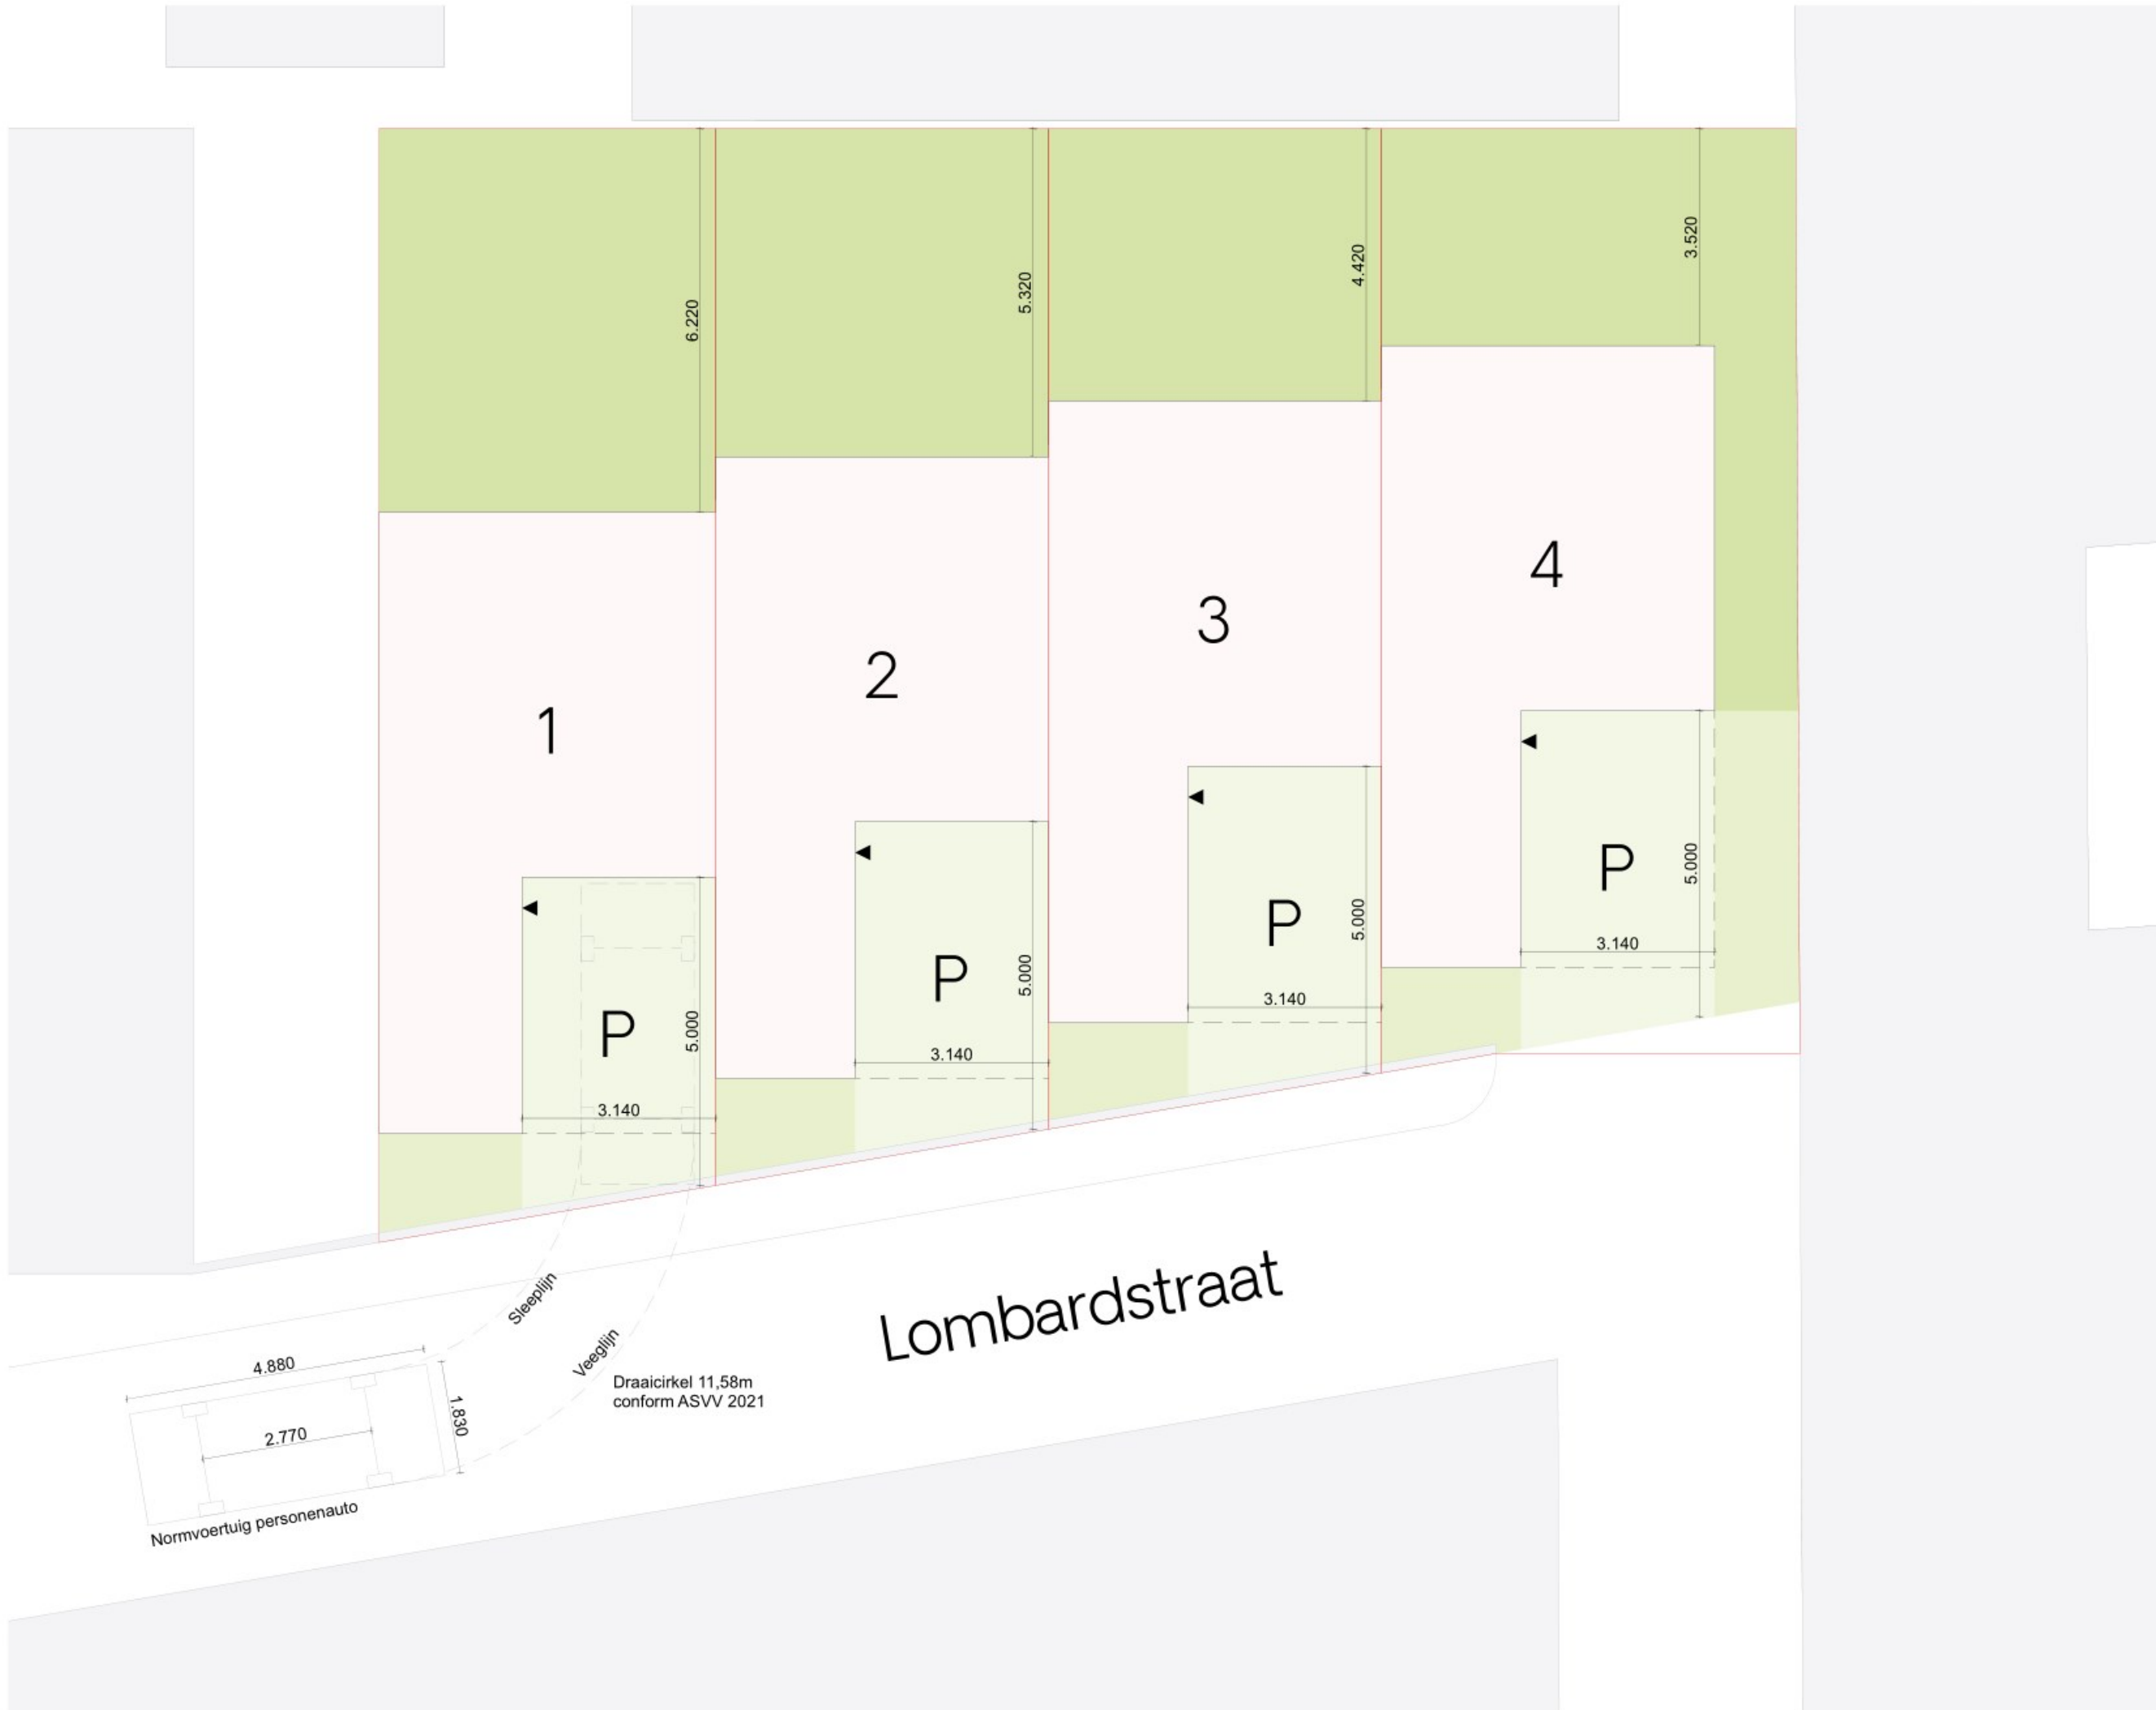 6.220
5.320
4.420
3.520
1
2
3
4
P
5.000
3.140
P
5.000
3.140
P
5.000
3.140
P
5.000
3.140
Lombardstraat
Sleeplijn
Veeglijn
Draaicirkel 11,58m
conform ASVV 2021
4.880
1.830
2.770
Normvoertuig personenauto